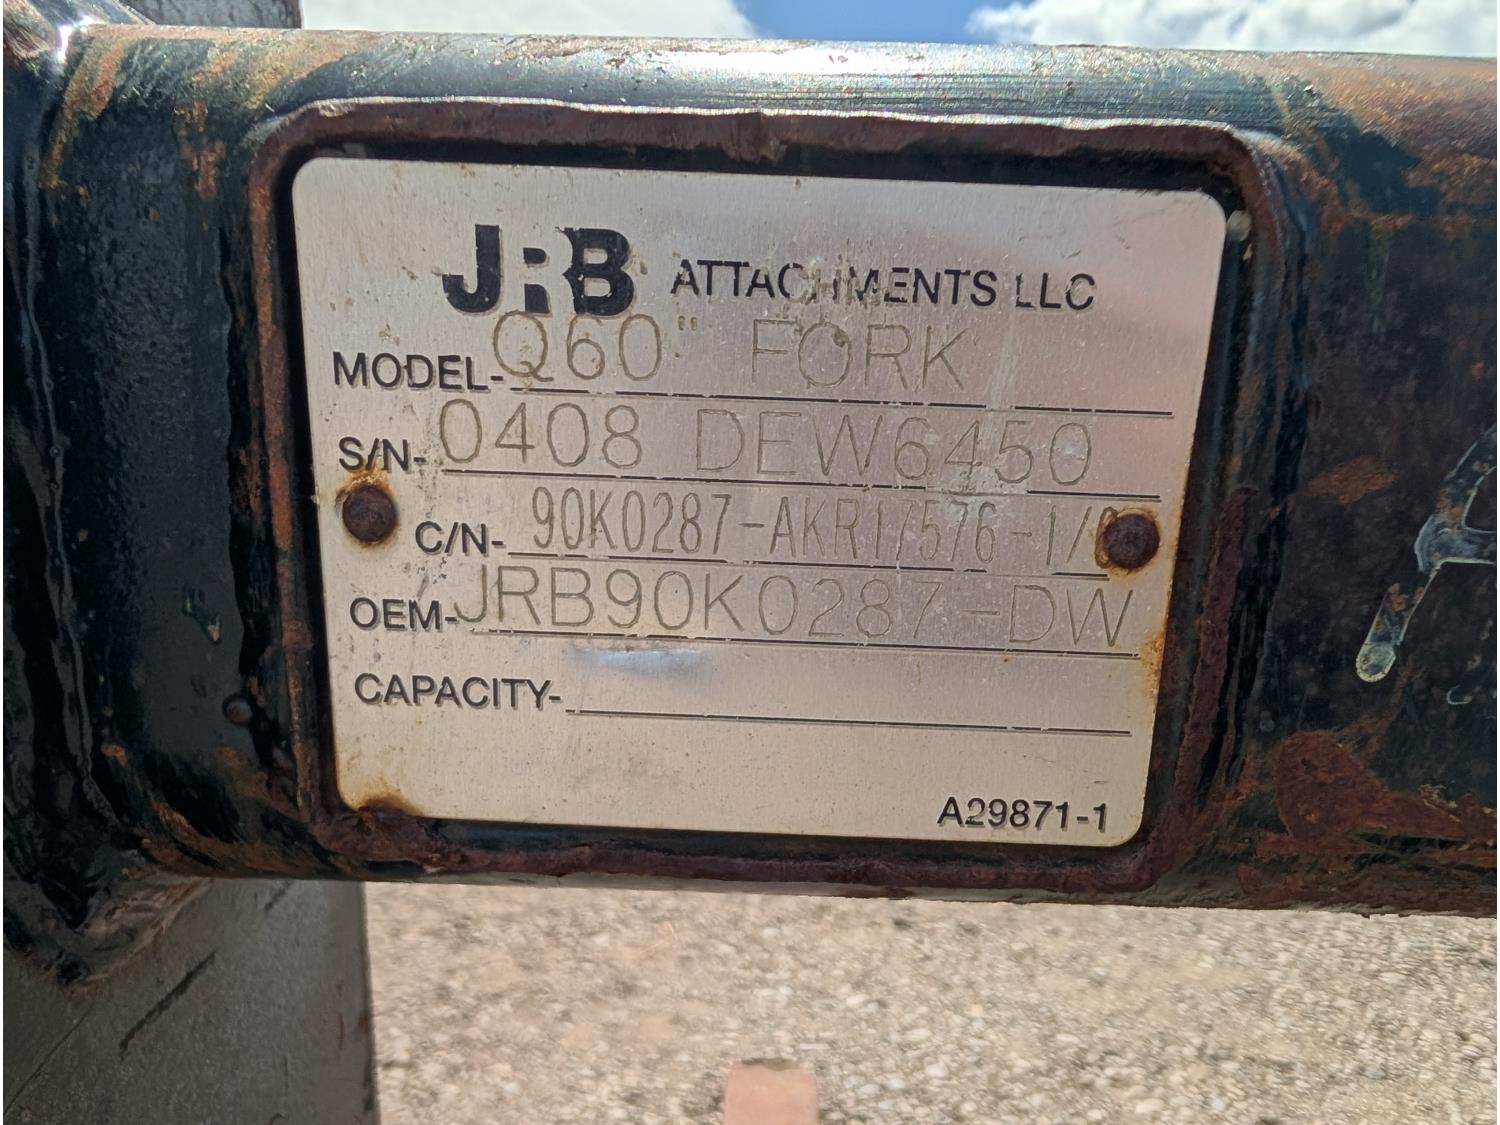 JRB ATTACHMENTS LLC
MODEL- Q60" FORK
S/N- 0408 DEW6450
C/N- 90K0287-AKR17576-1/
OEM- JRB90K0287-DW
CAPACITY-
A29871-1